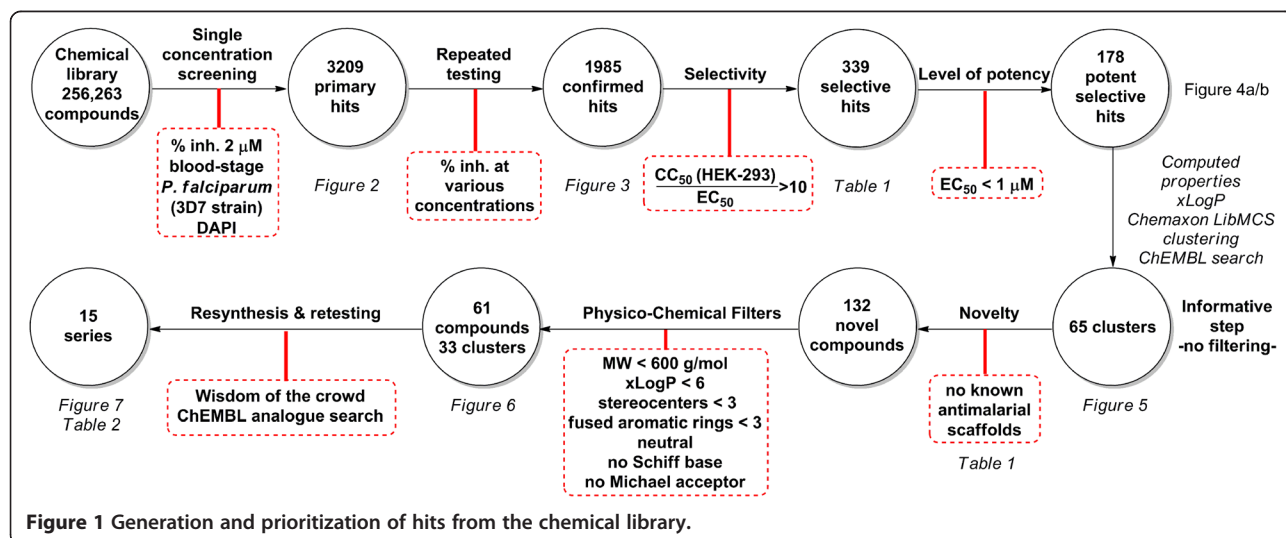 Chemical
library
256,263
compounds
Single
concentration
screening
% inh. 2 μM
blood-stage
P. falciparum
(3D7 strain)
DAPI
3209
primary
hits
Figure 2
Repeated
testing
% inh. at
various
concentrations
1985
confirmed
hits
Figure 3
Selectivity
CC50 (HEK-293)
EC50
>10
339
selective
hits
Table 1
Level of potency
EC50 < 1 μM
178
potent
selective
hits
Figure 4a/b
Computed
properties
xLogP
Chemaxon LibMCS
clustering
ChEMBL search
65 clusters
Informative
step
-no filtering-
Figure 5
Novelty
no known
antimalarial
scaffolds
Table 1
132
novel
compounds
Physico-Chemical Filters
MW < 600 g/mol
xLogP < 6
stereocenters < 3
fused aromatic rings < 3
neutral
no Schiff base
no Michael acceptor
61
compounds
33 clusters
Figure 6
Resynthesis & retesting
Wisdom of the crowd
ChEMBL analogue search
15
series
Figure 7
Table 2
Figure 1 Generation and prioritization of hits from the chemical library.